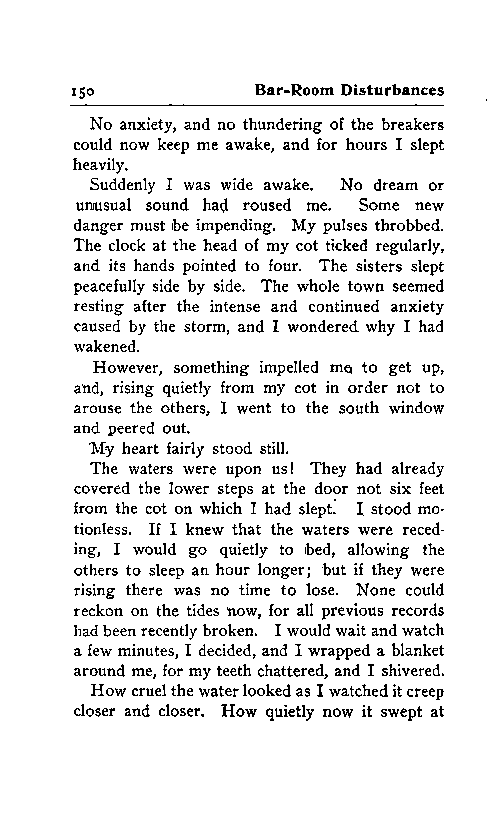 150 Bar-Room Disturbances
No anxiety, and no thundering of the breakers
could now keep me awake, and for hours I slept
heavily.
Suddenly I was wide awake. No dream or
unusual sound had roused me. Some new
danger must be impending. My pulses throbbed.
The clock at the head of my cot ticked regularly,
and its hands pointed to four. The sisters slept
peacefully side by side. The whole town seemed
resting after the intense and continued anxiety
caused by the storm, and I wondered why I had
wakened.
However, something impelled me to get up,
and, rising quietly from my cot in order not to
arouse the others, I went to the south window
and peered out.
My heart fairly stood still.
The waters were upon us! They had already
covered the lower steps at the door not six feet
from the cot on which I had slept. I stood mo-
tionless. If I knew that the waters were reced-
ing, I would go quietly to bed, allowing the
others to sleep an hour longer; but if they were
rising there was no time to lose. None could
reckon on the tides now, for all previous records
had been recently broken. I would wait and watch
a few minutes, I decided, and I wrapped a blanket
around me, for my teeth chattered, and I shivered.
How cruel the water looked as I watched it creep
closer and closer. How quietly now it swept at